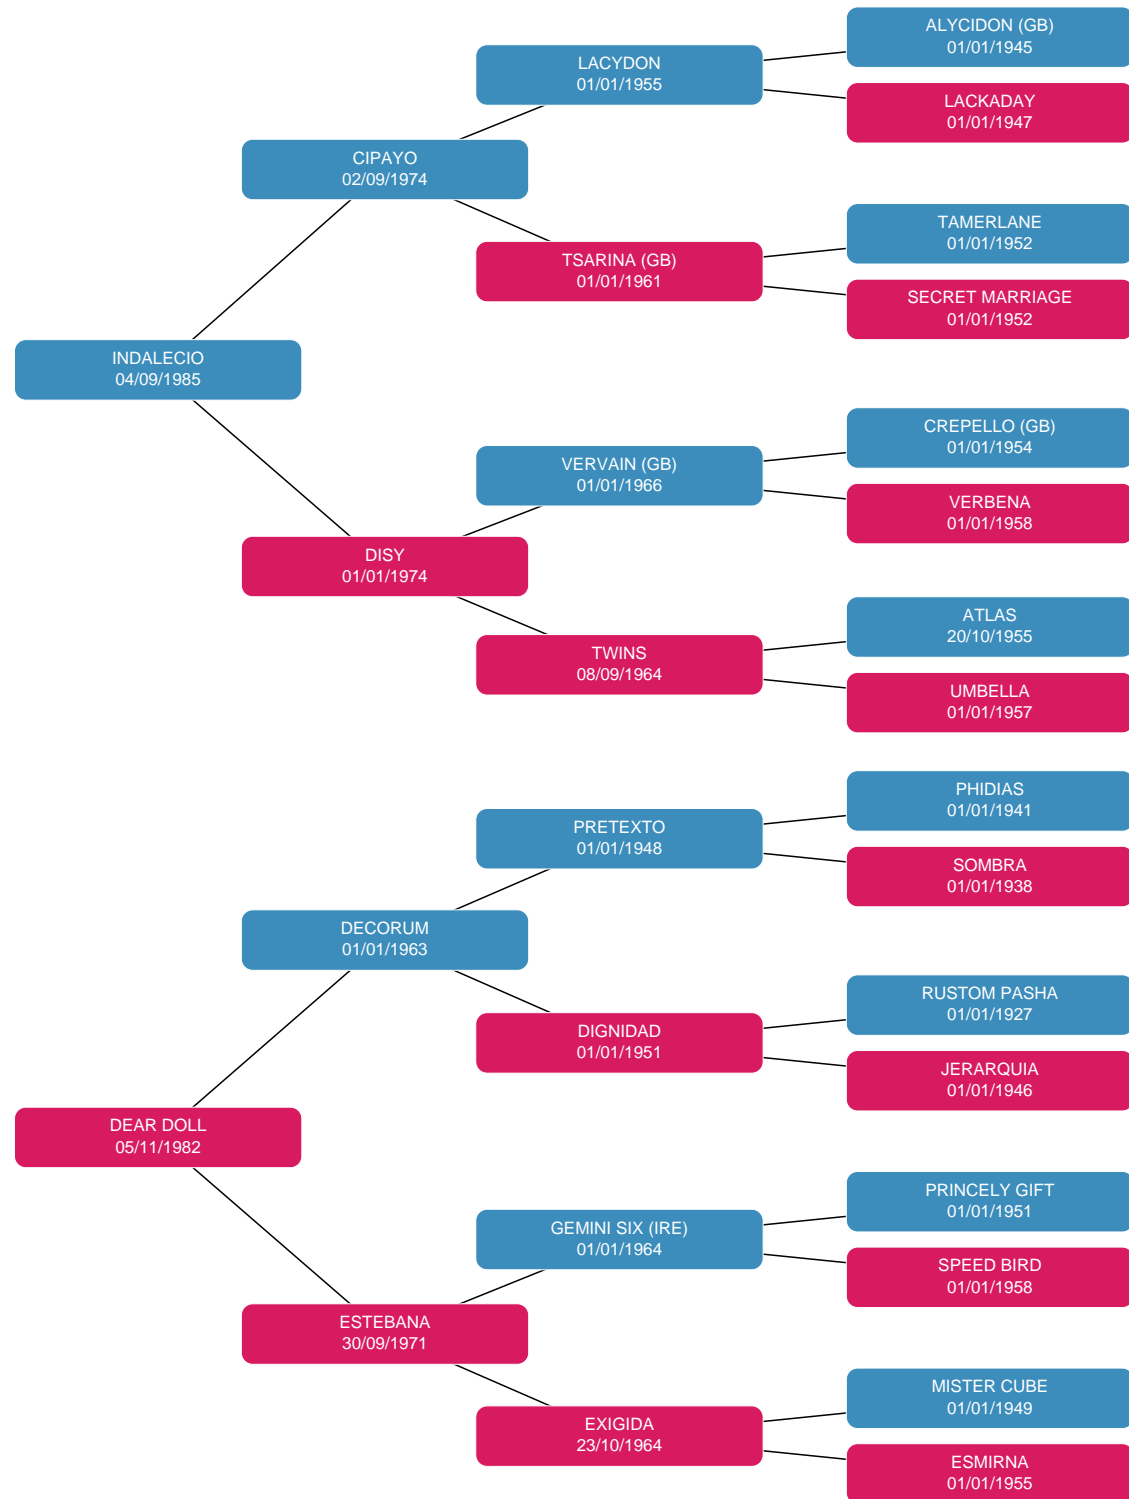 ALYCIDON (GB)
01/01/1945
LACYDON
01/01/1955
LACKADAY
01/01/1947
CIPAYO
02/09/1974
TAMERLANE
01/01/1952
TSARINA (GB)
01/01/1961
SECRET MARRIAGE
01/01/1952
INDALECIO
04/09/1985
CREPELLO (GB)
01/01/1954
VERVAIN (GB)
01/01/1966
VERBENA
01/01/1958
DISY
01/01/1974
ATLAS
20/10/1955
TWINS
08/09/1964
UMBELLA
01/01/1957
PHIDIAS
01/01/1941
PRETEXTO
01/01/1948
SOMBRA
01/01/1938
DECORUM
01/01/1963
RUSTOM PASHA
01/01/1927
DIGNIDAD
01/01/1951
JERARQUIA
01/01/1946
DEAR DOLL
05/11/1982
PRINCELY GIFT
01/01/1951
GEMINI SIX (IRE)
01/01/1964
SPEED BIRD
01/01/1958
ESTEBANA
30/09/1971
MISTER CUBE
01/01/1949
EXIGIDA
23/10/1964
ESMIRNA
01/01/1955